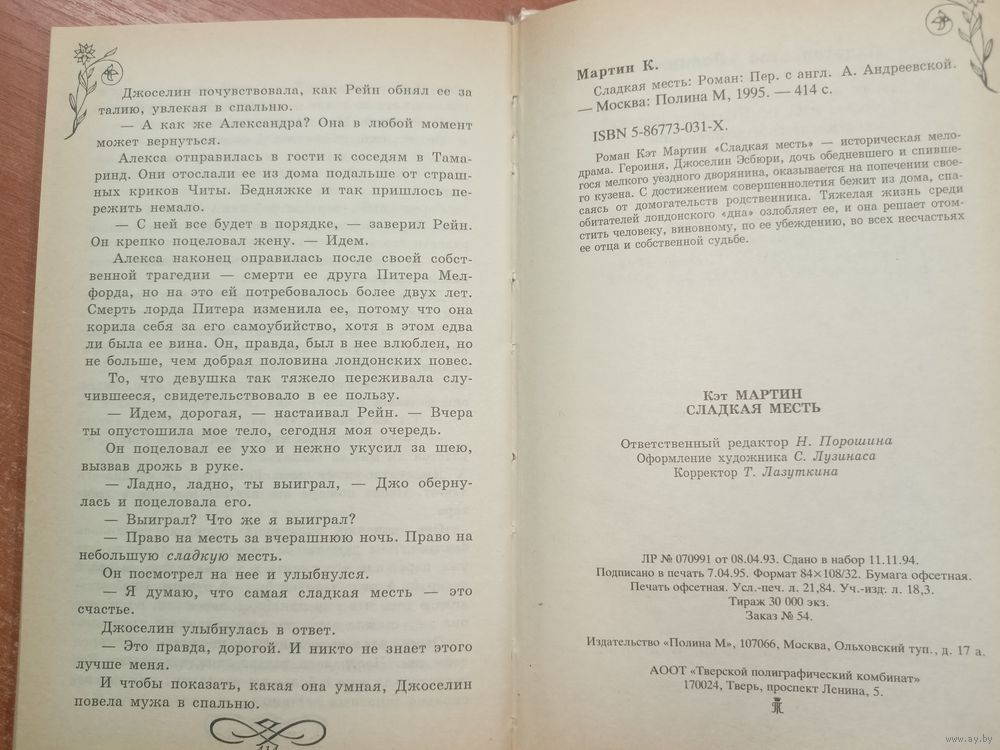 Джоселин почувствовала, как Рейн обнял ее за
талию, увлекая в спальню.
— А как же Александра? Она в любой момент
может вернуться.
Алекса отправилась в гости к соседям в Тама-
ринд. Они отослали ее из дома подальше от страш-
ных криков Читы. Бедняжке и так пришлось пе-
режить немало.
— С ней все будет в порядке, — заверил Рейн.
Он крепко поцеловал жену. — Идем.
Алекса наконец оправилась после своей собст-
венной трагедии — смерти ее друга Питера Мел-
форда, но на это ей потребовалось более двух лет.
Смерть лорда Питера изменила ее, потому что она
корила себя за его самоубийство, хотя в этом едва
ли была ее вина. Он, правда, был в нее влюблен, но
не больше, чем добрая половина лондонских повес.
То, что девушка так тяжело переживала слу-
чившееся, свидетельствовало в ее пользу.
— Идем, дорогая, — настаивал Рейн. — Вчера
ты опустошила мое тело, сегодня моя очередь.
Он поцеловал ее ухо и нежно укусил за шею,
вызвав дрожь в руке.
— Ладно, ладно, ты выиграл, — Джо оберну-
лась и поцеловала его.
— Выиграл? Что же я выиграл?
— Право на месть за вчерашнюю ночь. Право на
небольшую сладкую месть.
Он посмотрел на нее и улыбнулся.
— Я думаю, что самая сладкая месть — это
счастье.
Джоселин улыбнулась в ответ.
— Это правда, дорогой. И никто не знает этого
лучше меня.
И чтобы показать, какая она умная, Джоселин
повела мужа в спальню.
Мартин К.
Сладкая месть: Роман: Пер. с англ. А. Андреевской.
— Москва: Полина М, 1995. — 414 с.
ISBN 5-86773-031-X.
Роман Кэт Мартин «Сладкая месть» — историческая мело-
драма. Героиня, Джоселин Эсбюри, дочь обедневшего и спивше-
гося мелкого уездного дворянина, оказывается на попечении свое-
го кузена. С достижением совершеннолетия бежит из дома, спа-
саясь от домогательств родственника. Тяжелая жизнь среди
обитателей лондонского «дна» озлобляет ее, и она решает отом-
стить человеку, виновному, по ее убеждению, во всех несчастьях
ее отца и собственной судьбе.
Кэт МАРТИН
СЛАДКАЯ МЕСТЬ
Ответственный редактор Н. Порошина
Оформление художника С. Лузинаса
Корректор Т. Лазуткина
ЛР № 070991 от 08.04.93. Сдано в набор 11.11.94.
Подписано в печать 7.04.95. Формат 84×108/32. Бумага офсетная.
Печать офсетная. Усл.-печ. л. 21,84. Уч.-изд. л. 18,3.
Тираж 30 000 экз.
Заказ № 54.
Издательство «Полина М», 107066, Москва, Ольховский туп., д. 17 а.
АООТ «Тверской полиграфический комбинат»
170024, Тверь, проспект Ленина, 5.
www.ay.by